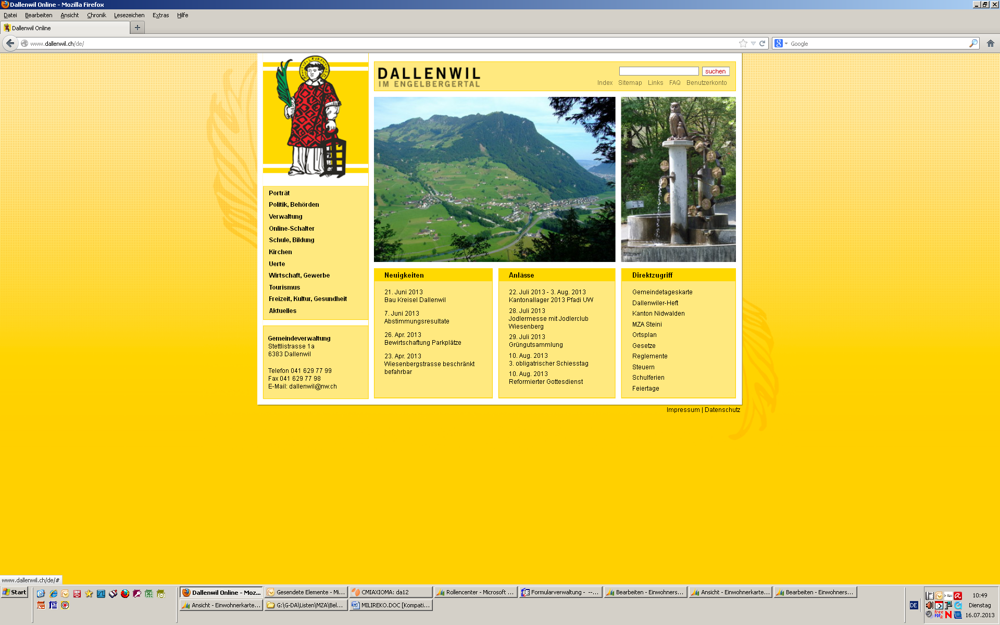 Dallenwil Online - Mozilla Firefox
Datei Bearbeiten Ansicht Chronik Lesezeichen Extras Hilfe
Dallenwil Online
www.dallenwil.ch/de/
Google
DALLENWIL
IM ENGELBERGERTAL
suchen
Index Sitemap Links FAQ Benutzerkonto
Porträt
Politik, Behörden
Verwaltung
Online-Schalter
Schule, Bildung
Kirchen
Uerte
Wirtschaft, Gewerbe
Tourismus
Freizeit, Kultur, Gesundheit
Aktuelles
Gemeindeverwaltung
Stettlistrasse 1a
6383 Dallenwil
Telefon 041 629 77 99
Fax 041 629 77 98
E-Mail: dallenwil@nw.ch
Neuigkeiten
21. Juni 2013
Bau Kreisel Dallenwil
7. Juni 2013
Abstimmungsresultate
26. Apr. 2013
Bewirtschaftung Parkplätze
23. Apr. 2013
Wiesenbergstrasse beschränkt
befahrbar
Anlässe
22. Juli 2013 - 3. Aug. 2013
Kantonallager 2013 Pfadi UW
28. Juli 2013
Jodlermesse mit Jodlerclub
Wiesenberg
29. Juli 2013
Grüngutsammlung
10. Aug. 2013
3. obligatrischer Schiesstag
10. Aug. 2013
Reformierter Gottesdienst
Direktzugriff
Gemeindetageskarte
Dallenwiler-Heft
Kanton Nidwalden
MZA Steini
Ortsplan
Gesetze
Reglemente
Steuern
Schulferien
Feiertage
Impressum | Datenschutz
www.dallenwil.ch/de/#
Start
Dallenwil Online - Moz...
Gesendete Elemente - Mi...
CMIAXIOMA: da12
Rollencenter - Microsoft ...
Formularverwaltung - --...
Bearbeiten - Einwohners...
Ansicht - Einwohnerkarte...
Bearbeiten - Einwohners...
Ansicht - Einwohnerkarte...
G:\G-DA\Listen\MZA\Bel...
MILIREKO.DOC [Kompati...
DE
10:49
Dienstag
16.07.2013